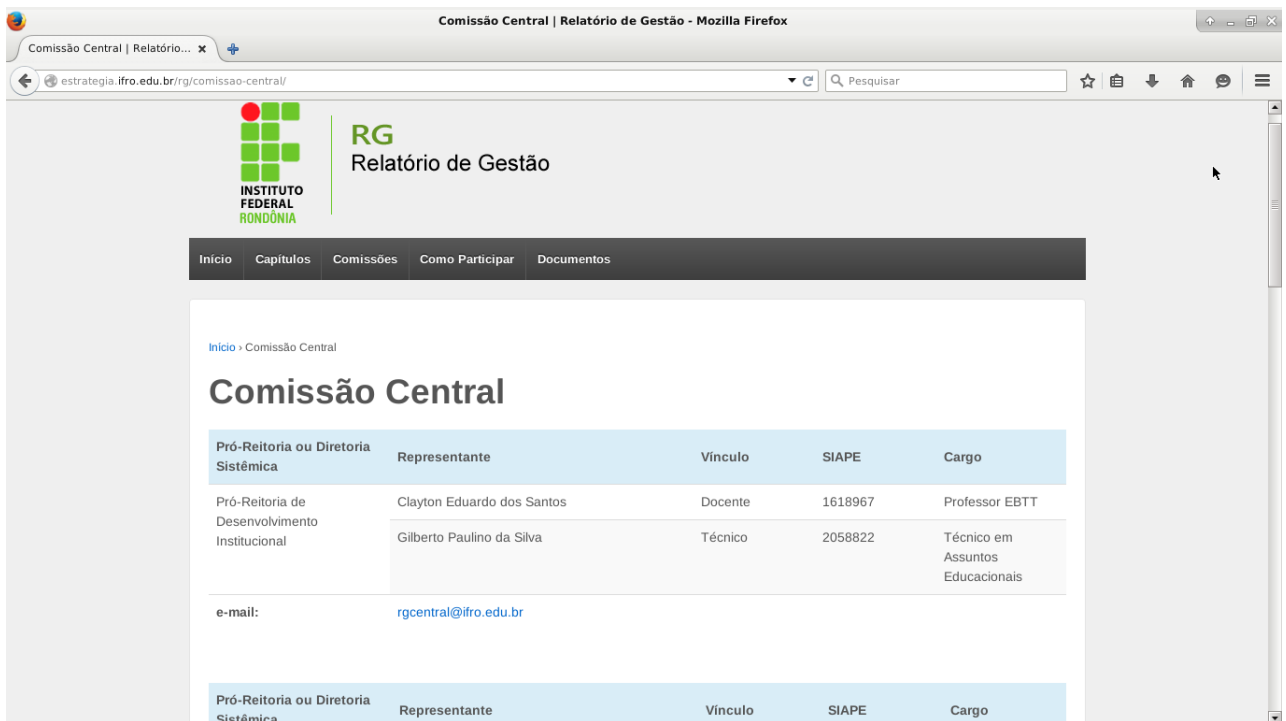 Comissão Central | Relatório de Gestão - Mozilla Firefox
Comissão Central | Relatório...
estrategia.ifro.edu.br/rg/comissao-central/
Pesquisar
INSTITUTO
FEDERAL
RONDÔNIA
RG
Relatório de Gestão
Início Capítulos Comissões Como Participar Documentos
Início › Comissão Central
Comissão Central
Pró-Reitoria ou Diretoria
Sistêmica
Representante Vínculo SIAPE Cargo
Pró-Reitoria de
Desenvolvimento
Institucional
Clayton Eduardo dos Santos Docente 1618967 Professor EBTT
Gilberto Paulino da Silva Técnico 2058822 Técnico em
Assuntos
Educacionais
e-mail: rgcentral@ifro.edu.br
Pró-Reitoria ou Diretoria
Sistêmica
Representante Vínculo SIAPE Cargo